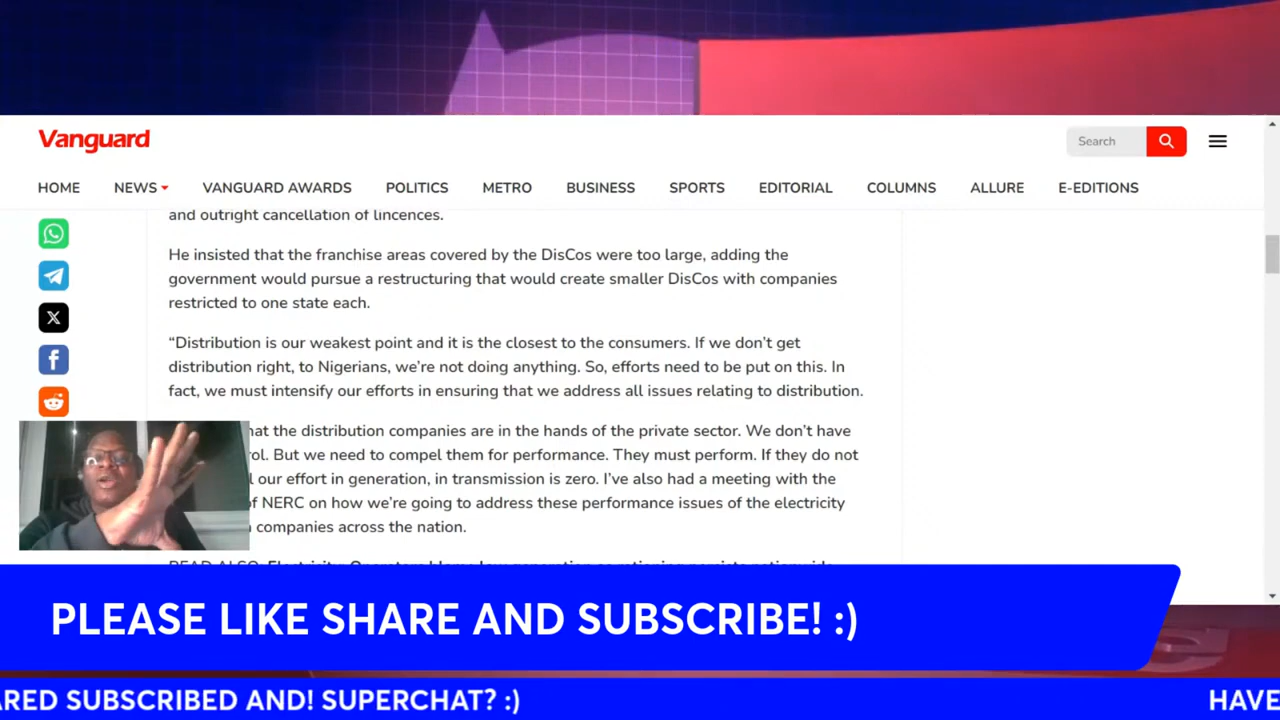 Vanguard
Search
HOME NEWS VANGUARD AWARDS POLITICS METRO BUSINESS SPORTS EDITORIAL COLUMNS ALLURE E-EDITIONS
and outright cancellation of lincences.
He insisted that the franchise areas covered by the DisCos were too large, adding the
government would pursue a restructuring that would create smaller DisCos with companies
restricted to one state each.
“Distribution is our weakest point and it is the closest to the consumers. If we don’t get
distribution right, to Nigerians, we’re not doing anything. So, efforts need to be put on this. In
fact, we must intensify our efforts in ensuring that we address all issues relating to distribution.
the distribution companies are in the hands of the private sector. We don’t have
But we need to compel them for performance. They must perform. If they do not
our effort in generation, in transmission is zero. I’ve also had a meeting with the
NERC on how we’re going to address these performance issues of the electricity
companies across the nation.
PLEASE LIKE SHARE AND SUBSCRIBE! :)
ARED SUBSCRIBED AND! SUPERCHAT? :) HAVE